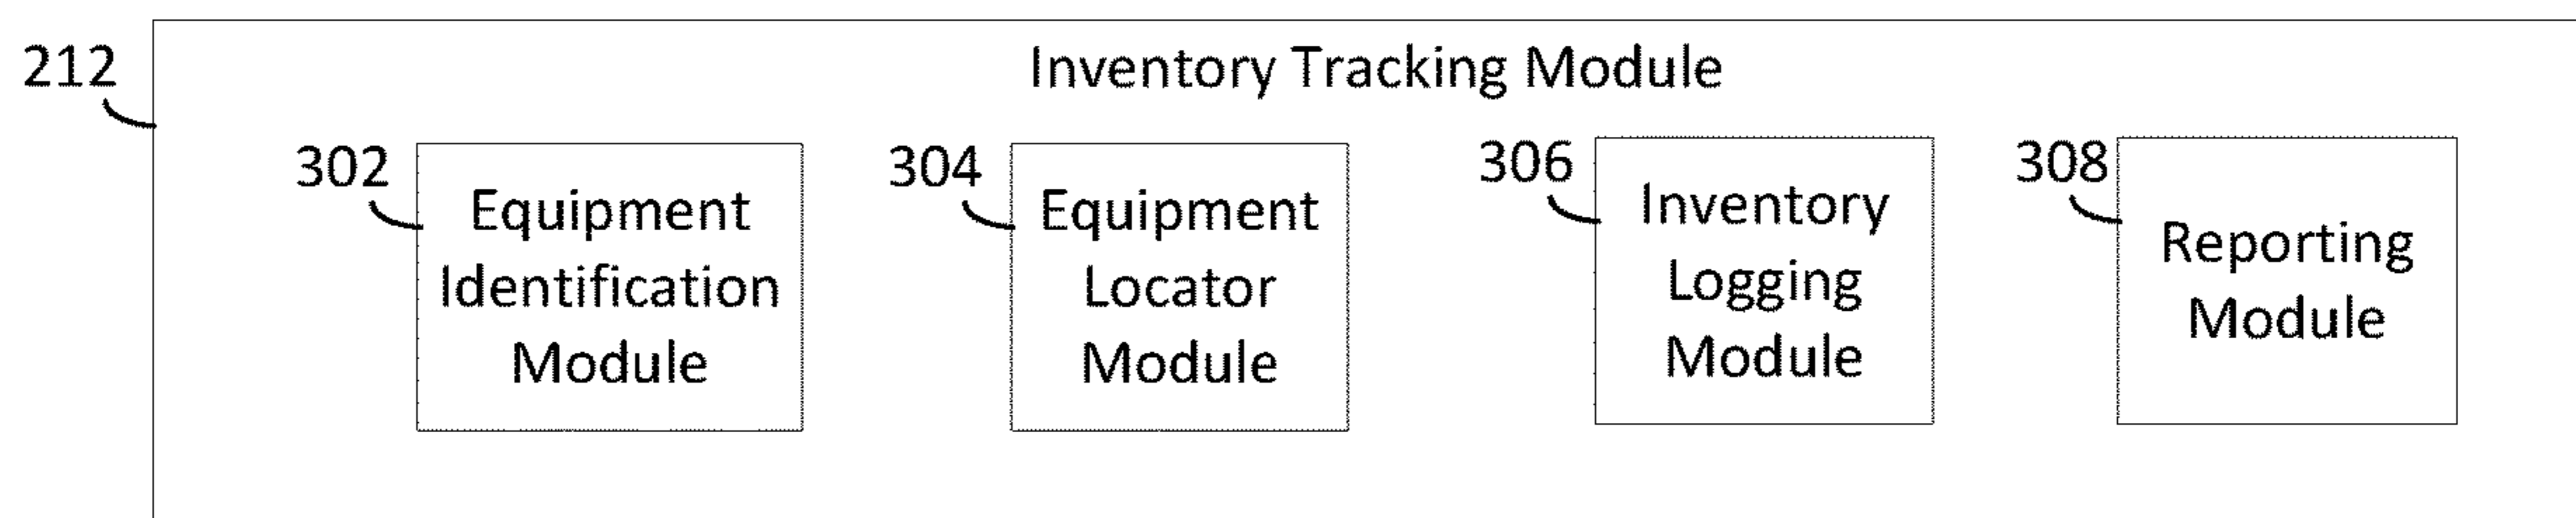 212
Inventory Tracking Module
302
Equipment
Identification
Module
304
Equipment
Locator
Module
306
Inventory
Logging
Module
308
Reporting
Module